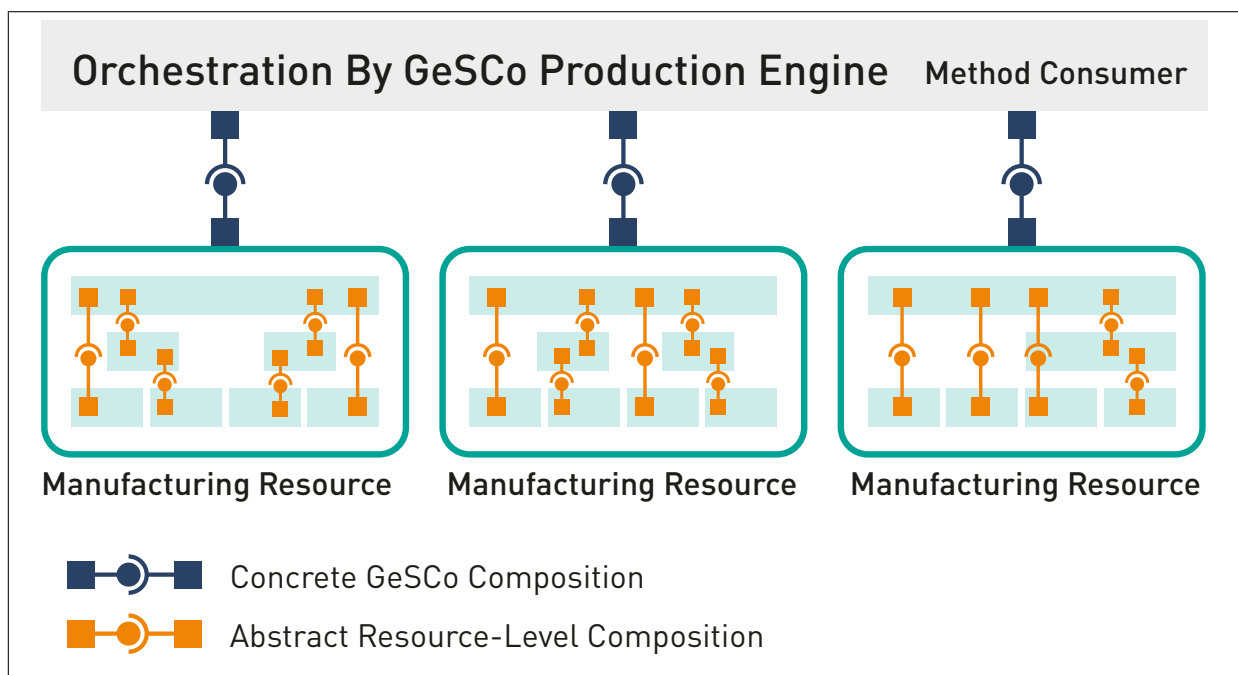 Orchestration By GeSCo Production Engine Method Consumer
Manufacturing Resource Manufacturing Resource Manufacturing Resource
Concrete GeSCo Composition
Abstract Resource-Level Composition